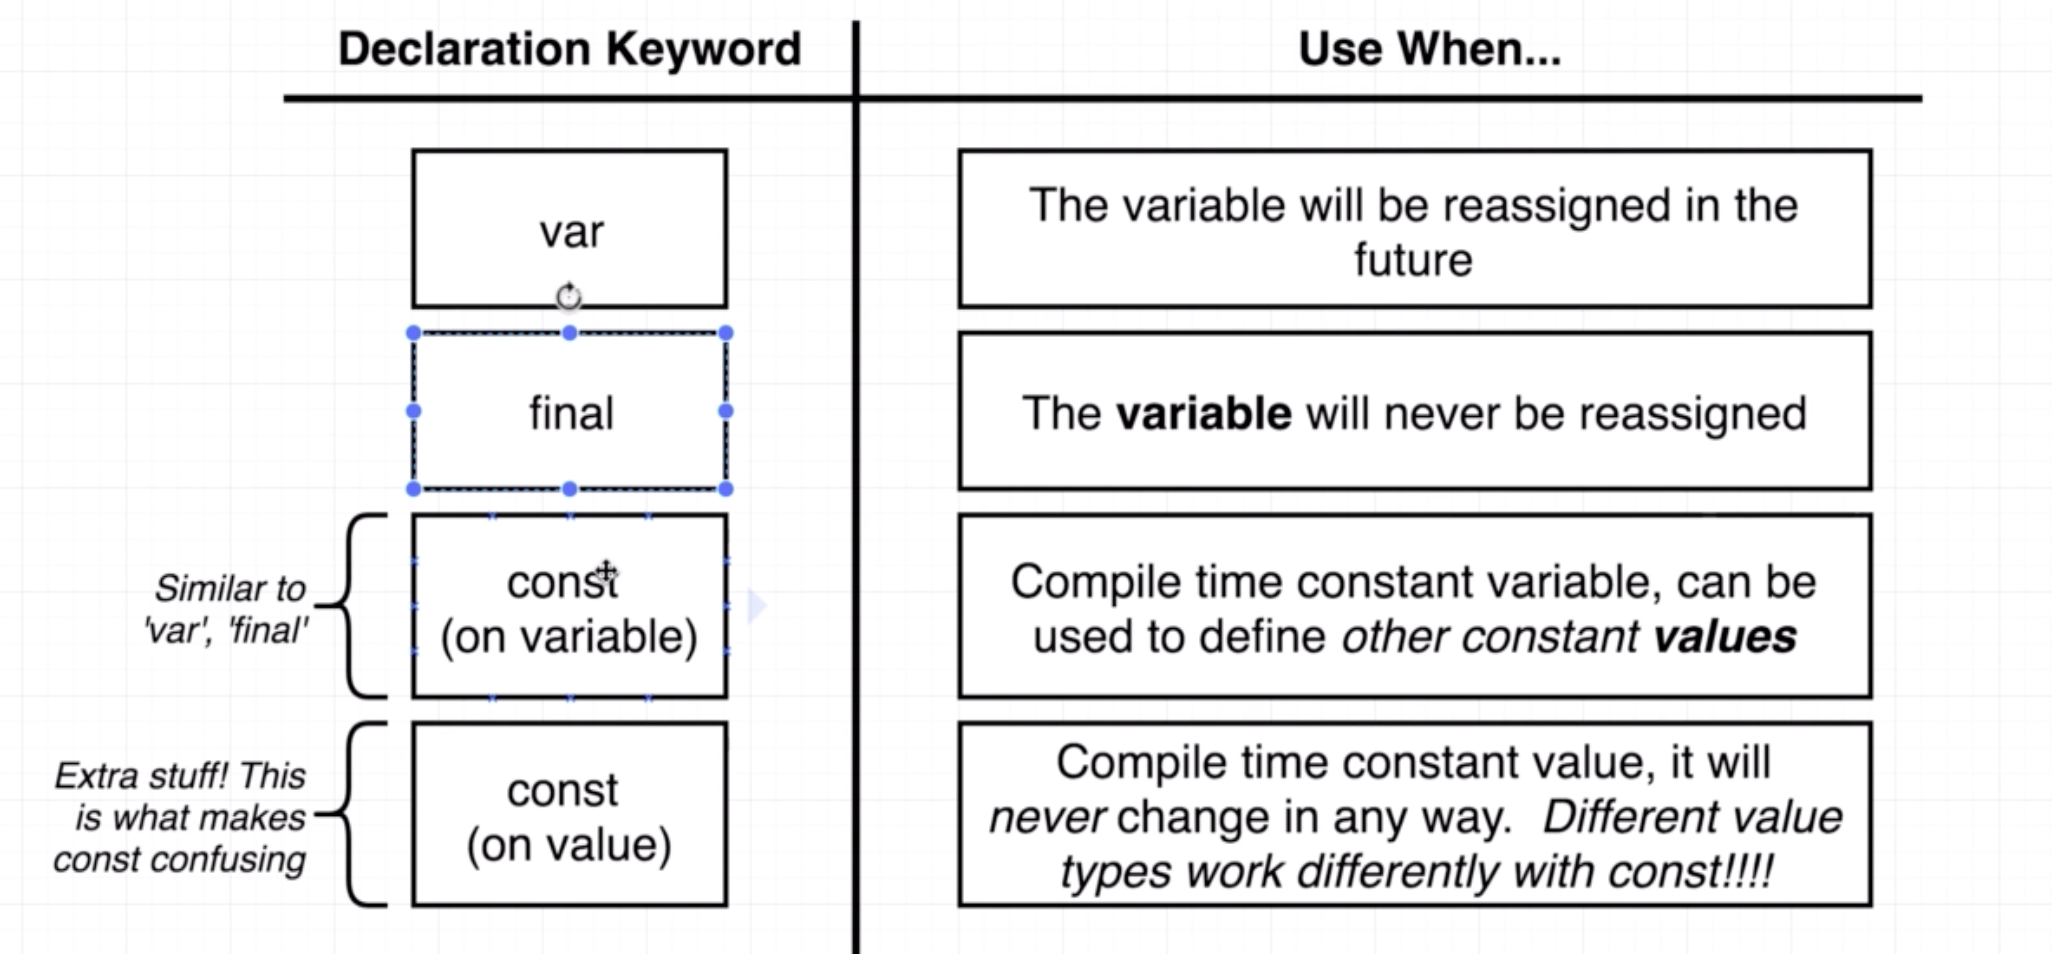 Declaration Keyword
Use When...
var
The variable will be reassigned in the
future
final
The variable will never be reassigned
Similar to
'var', 'final'
const
(on variable)
Compile time constant variable, can be
used to define other constant values
Extra stuff! This
is what makes
const confusing
const
(on value)
Compile time constant value, it will
never change in any way.  Different value
types work differently with const!!!!